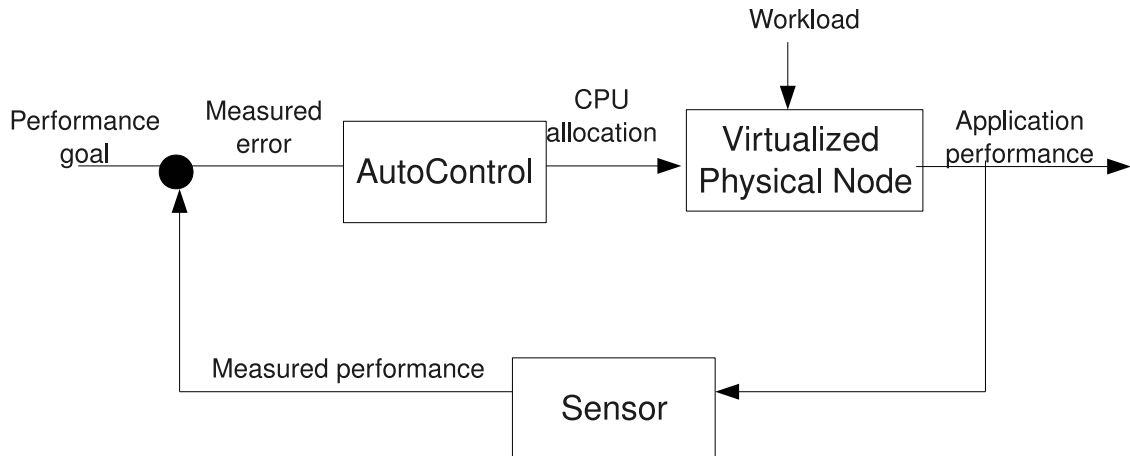 Workload
Performance
goal
Measured
error
AutoControl
CPU
allocation
Virtualized
Physical Node
Application
performance
Measured performance
Sensor